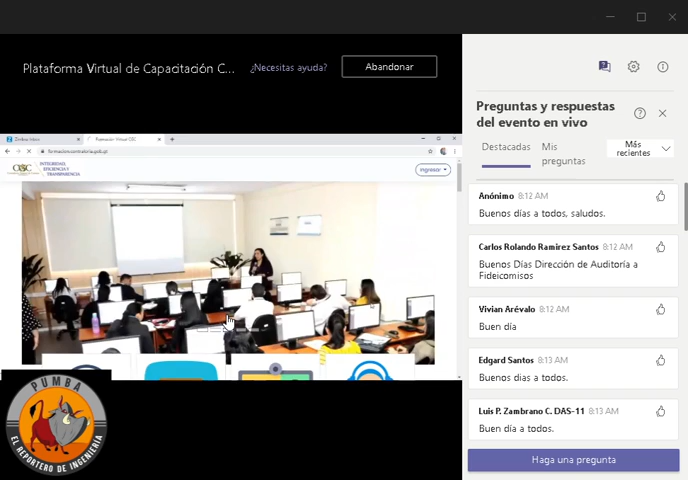 Plataforma Virtual de Capacitación C...
¿Necesitas ayuda?
Abandonar
Zimbra: Inbox
Formación Virtual CGC
formacion.contraloria.gob.gt
INTEGRIDAD,
EFICIENCIA Y
TRANSPARENCIA
Ingresar
PUMBA
EL REPORTERO DE INGENIERIA
Preguntas y respuestas
del evento en vivo
Destacadas
Mis
preguntas
Más
recientes
Anónimo 8:12 AM
Buenos días a todos, saludos.
Carlos Rolando Ramirez Santos 8:12 AM
Buenos Días Dirección de Auditoría a
Fideicomisos
Vivian Arévalo 8:12 AM
Buen día
Edgard Santos 8:13 AM
Buenos dias a todos.
Luis P. Zambrano C. DAS-11 8:13 AM
Buen día a todos.
Haga una pregunta